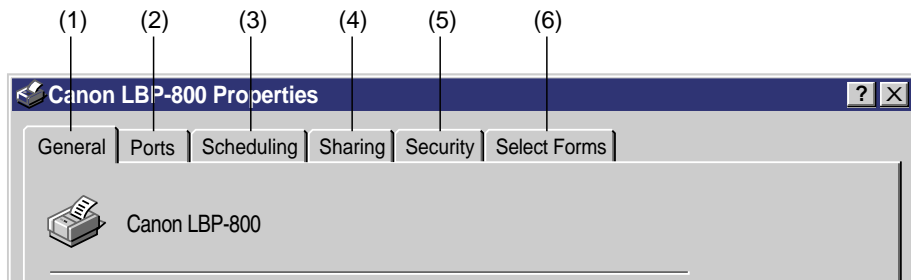 (1) (2) (3) (4) (5) (6)
Canon LBP-800 Properties ? X
General Ports Scheduling Sharing Security Select Forms
Canon LBP-800